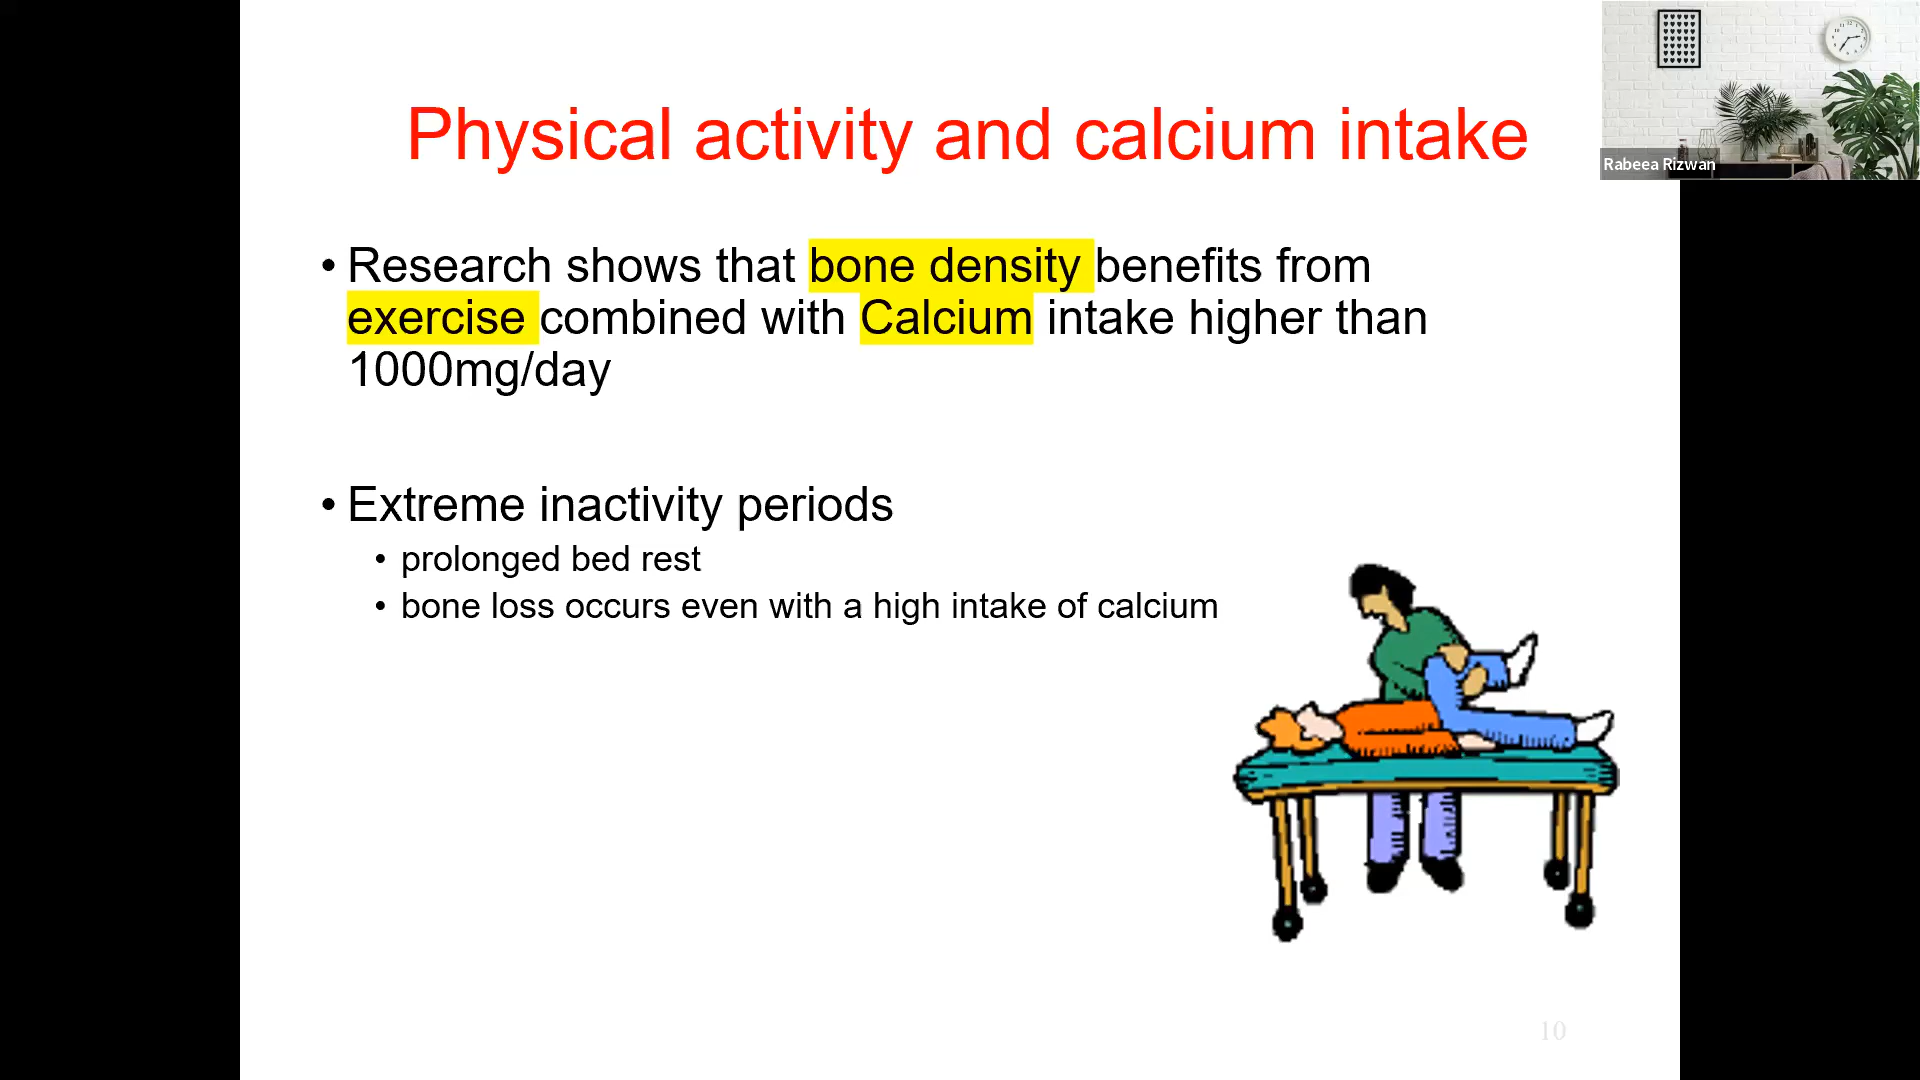 Physical activity and calcium intake
Rabeea Rizwan
• Research shows that bone density benefits from
exercise combined with Calcium intake higher than
1000mg/day
• Extreme inactivity periods
• prolonged bed rest
• bone loss occurs even with a high intake of calcium
10